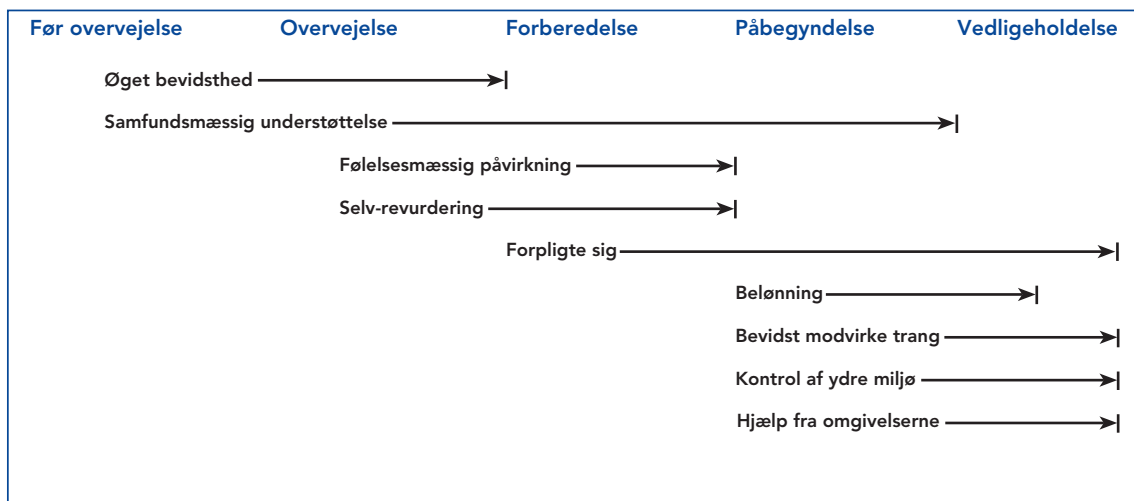 Før overvejelse Overvejelse Forberedelse Påbegyndelse Vedligeholdelse
Øget bevidsthed
Samfundsmæssig understøttelse
Følelsesmæssig påvirkning
Selv-revurdering
Forpligte sig
Belønning
Bevidst modvirke trang
Kontrol af ydre miljø
Hjælp fra omgivelserne